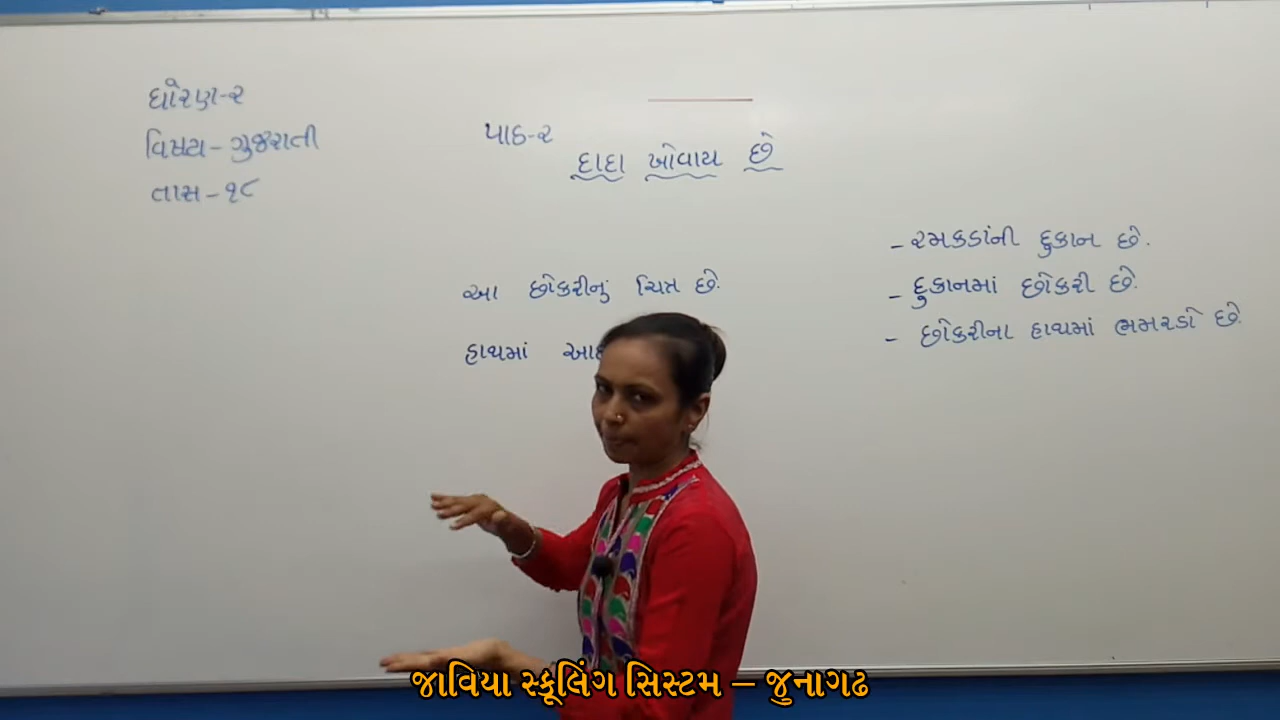 ધોરણ-૨
વિષય - ગુજરાતી
તાસ - ૧૮
પાઠ-૨
દાદા ખોવાય છે
આ છોકરીનું ચિત્ર છે.
હાથમાં
- રમકડાંની દુકાન છે.
- દુકાનમાં છોકરી છે.
- છોકરીના હાથમાં ભમરડો છે.
જાવિયા સ્કૂલિંગ સિસ્ટમ – જુનાગઢ